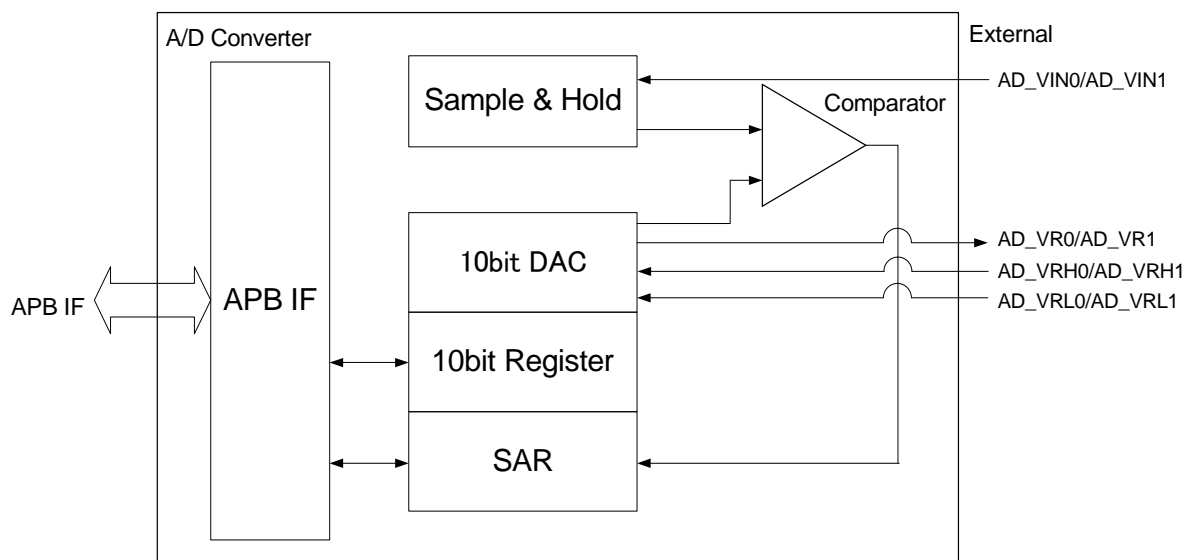 A/D Converter
External
Sample & Hold
AD_VIN0/AD_VIN1
Comparator
10bit DAC
AD_VR0/AD_VR1
AD_VRH0/AD_VRH1
AD_VRL0/AD_VRL1
APB IF
APB IF
10bit Register
SAR